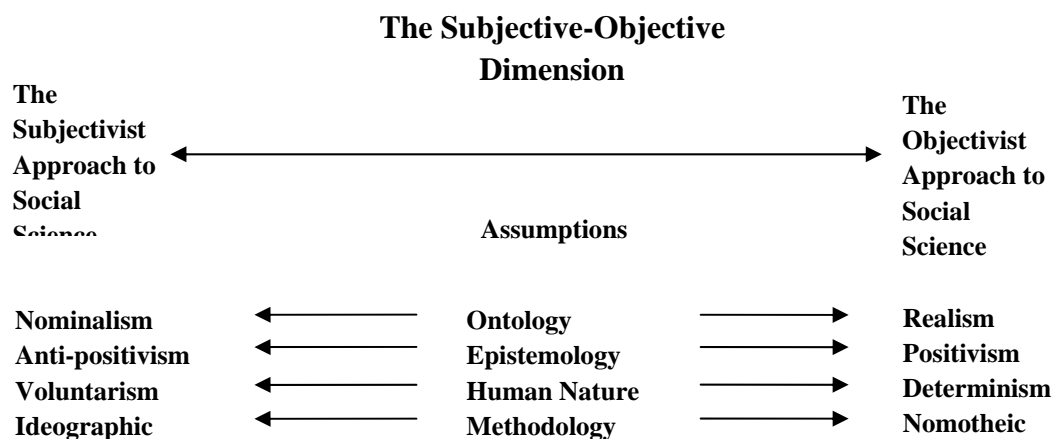 The Subjective-Objective
Dimension
The
Subjectivist
Approach to
Social
Science
The
Objectivist
Approach to
Social
Science
Assumptions
Nominalism Ontology Realism
Anti-positivism Epistemology Positivism
Voluntarism Human Nature Determinism
Ideographic Methodology Nomotheic